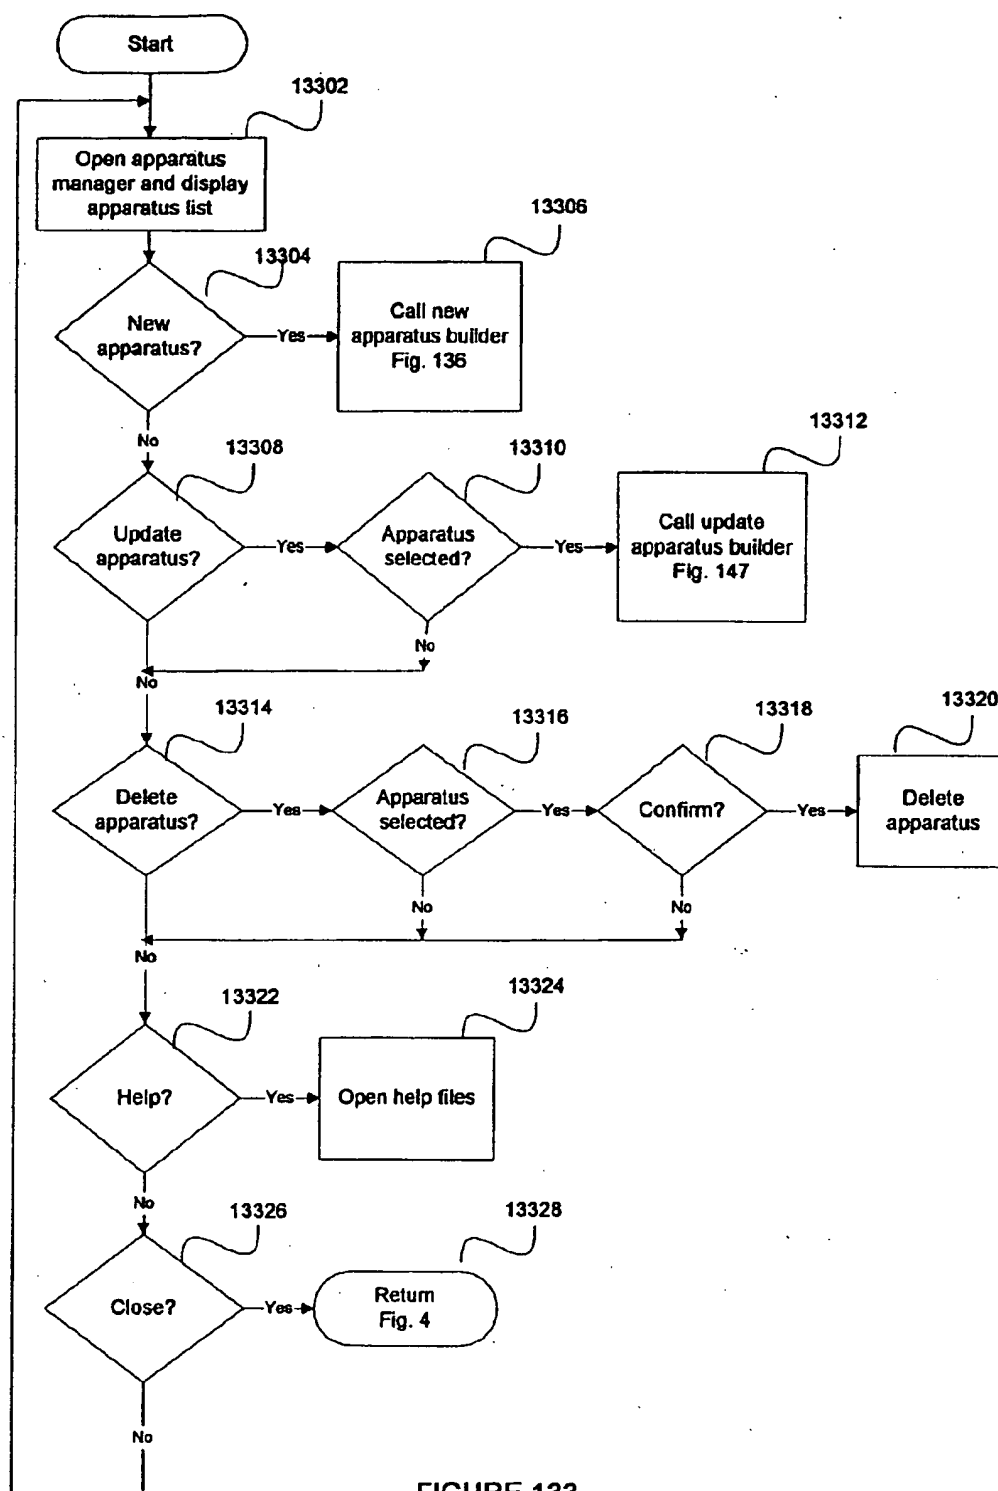 Start
13302
Open apparatus
manager and display
apparatus list
13304
New
apparatus?
Yes
13306
Call new
apparatus builder
Fig. 136
No
13308
Update
apparatus?
Yes
13310
Apparatus
selected?
Yes
13312
Call update
apparatus builder
Fig. 147
No
No
13314
Delete
apparatus?
Yes
13316
Apparatus
selected?
Yes
13318
Confirm?
Yes
13320
Delete
apparatus
No
No
No
13322
Help?
Yes
13324
Open help files
No
13326
Close?
Yes
13328
Return
Fig. 4
No
FIGURE 133